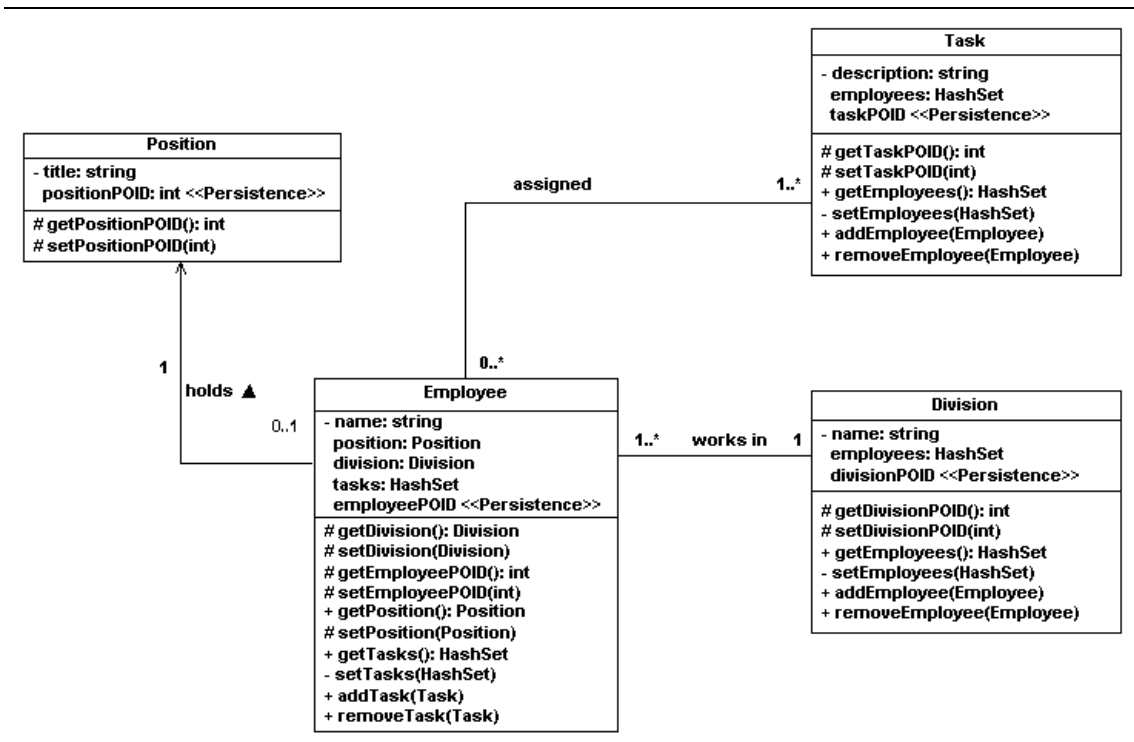 Task
- description: string
employees: HashSet
taskPOID <<Persistence>>
# getTaskPOID(): int
# setTaskPOID(int)
+ getEmployees(): HashSet
- setEmployees(HashSet)
+ addEmployee(Employee)
+ removeEmployee(Employee)
Position
- title: string
positionPOID: int <<Persistence>>
# getPositionPOID(): int
# setPositionPOID(int)
assigned
1..*
1
holds ▲
0..1
0..*
Employee
- name: string
position: Position
division: Division
tasks: HashSet
employeePOID <<Persistence>>
# getDivision(): Division
# setDivision(Division)
# getEmployeePOID(): int
# setEmployeePOID(int)
+ getPosition(): Position
# setPosition(Position)
+ getTasks(): HashSet
- setTasks(HashSet)
+ addTask(Task)
+ removeTask(Task)
1..* works in 1
Division
- name: string
employees: HashSet
divisionPOID <<Persistence>>
# getDivisionPOID(): int
# setDivisionPOID(int)
+ getEmployees(): HashSet
- setEmployees(HashSet)
+ addEmployee(Employee)
+ removeEmployee(Employee)